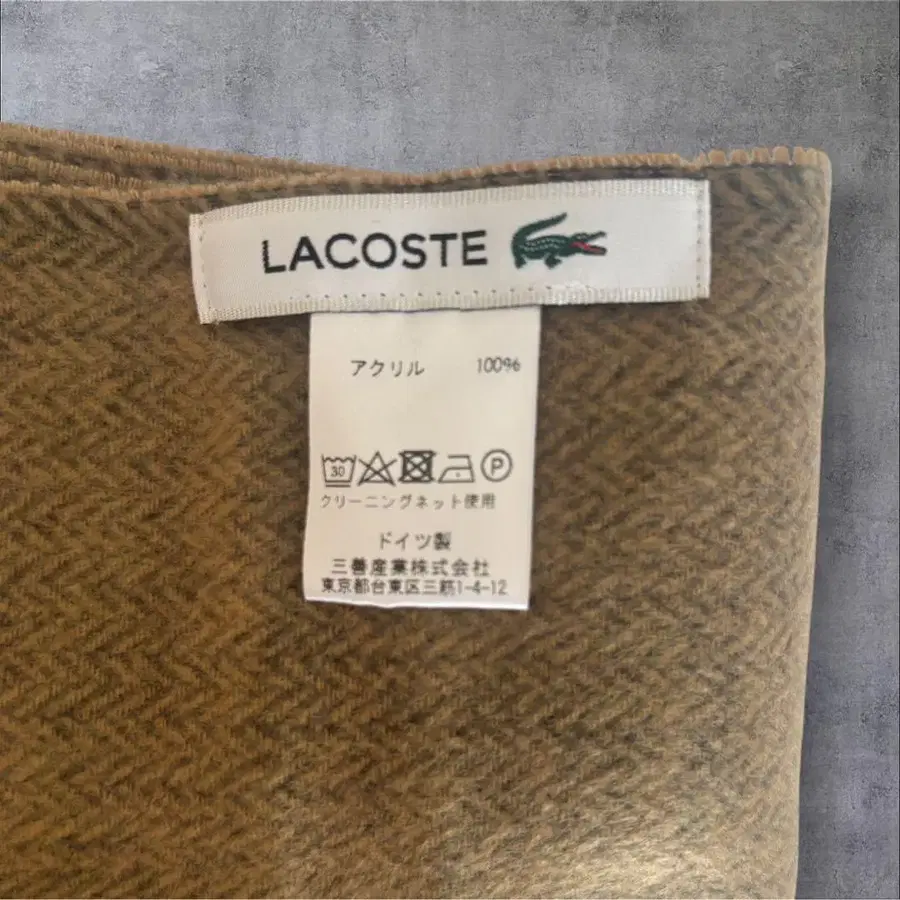 LACOSTE
アクリル 100%
30 P
クリーニングネット使用
ドイツ製
三善産業株式会社
東京都台東区三筋1-4-12